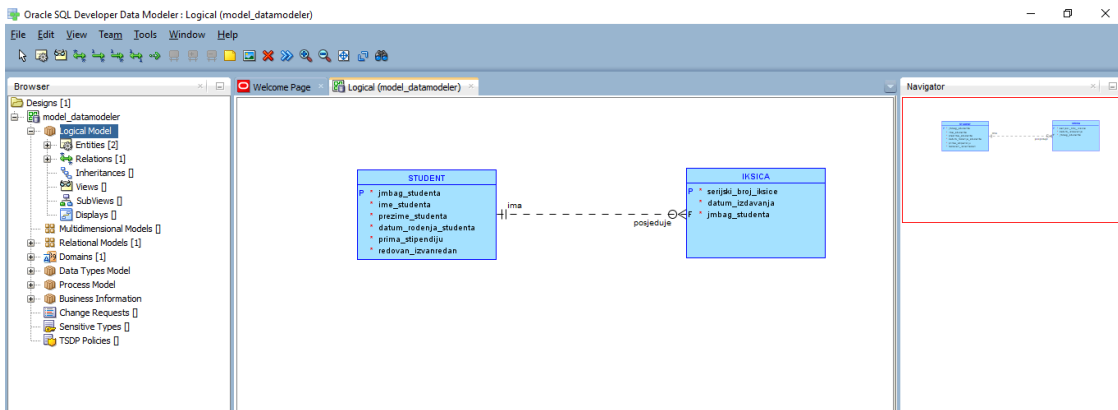 Oracle SQL Developer Data Modeler : Logical (model_datamodeler)
File Edit View Team Tools Window Help
Browser
Designs [1]
model_datamodeler
Logical Model
Entities [2]
Relations [1]
Inheritances []
Views []
SubViews []
Displays []
Multidimensional Models []
Relational Models [1]
Domains [1]
Data Types Model
Process Model
Business Information
Change Requests []
Sensitive Types []
TSDP Policies []
Welcome Page
Logical (model_datamodeler)
STUDENT
P * jmbag_studenta
* ime_studenta
* prezime_studenta
* datum_rodenja_studenta
* prima_stipendiju
* redovan_izvanredan
ima
posjeduje
IKSICA
P * serijski_broj_iksice
* datum_izdavanja
F * jmbag_studenta
Navigator